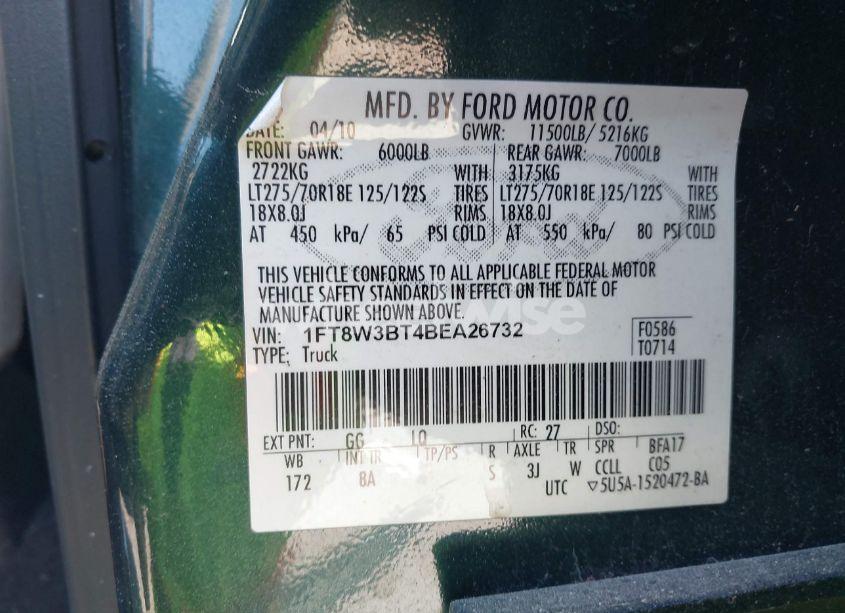 MFD. BY FORD MOTOR CO.
DATE: 04/10 GVWR: 11500LB/ 5216KG
FRONT GAWR: 6000LB REAR GAWR: 7000LB
2722KG WITH 3175KG WITH
LT275/70R18E 125/122S TIRES LT275/70R18E 125/122S TIRES
18X8.0J RIMS 18X8.0J RIMS
AT 450 kPa/ 65 PSI COLD AT 550 kPa/ 80 PSI COLD
THIS VEHICLE CONFORMS TO ALL APPLICABLE FEDERAL MOTOR
VEHICLE SAFETY STANDARDS IN EFFECT ON THE DATE OF
MANUFACTURE SHOWN ABOVE.
VIN: 1FT8W3BT4BEA26732 F0586
TYPE: Truck T0714
EXT PNT: GG RC: 27 DSO:
WB INT TR TP/PS R AXLE TR SPR BFA17
172 BA S 3J W CCLL C05
UTC ▽5U5A-1520472-BA